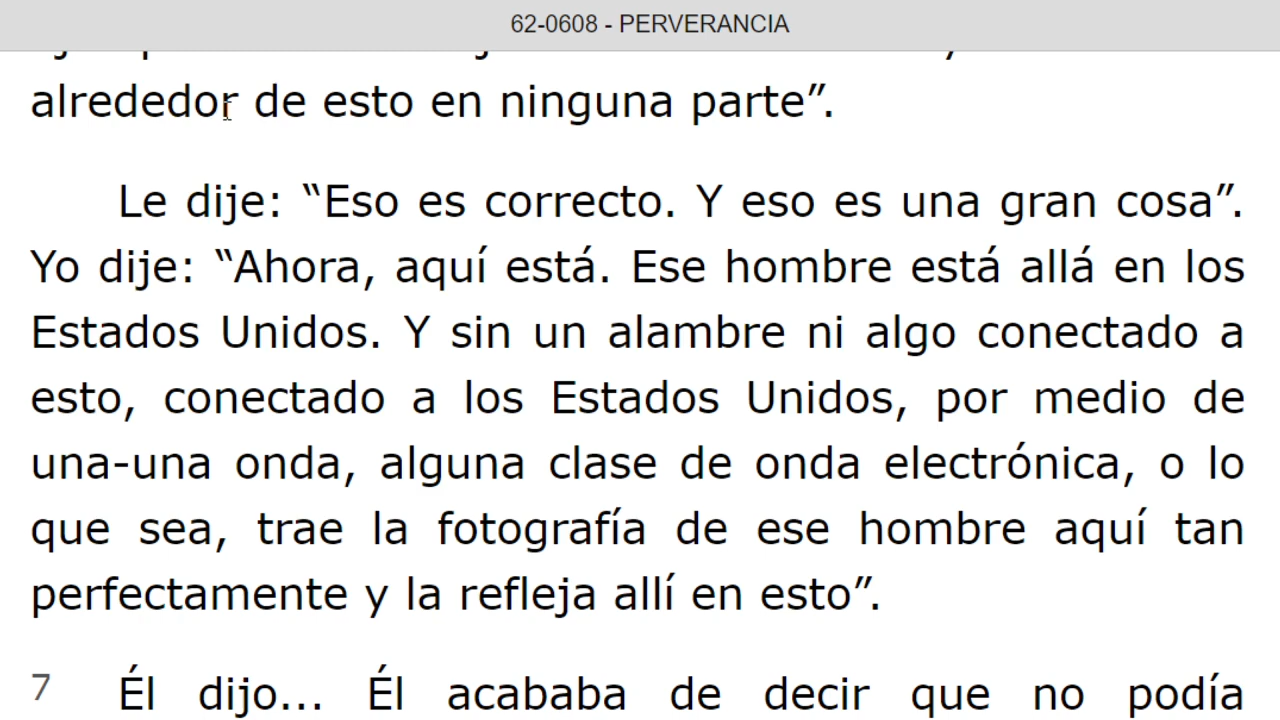 62-0608 - PERVERANCIA
alrededor de esto en ninguna parte”.
Le dije: “Eso es correcto. Y eso es una gran cosa”.
Yo dije: “Ahora, aquí está. Ese hombre está allá en los
Estados Unidos. Y sin un alambre ni algo conectado a
esto, conectado a los Estados Unidos, por medio de
una-una onda, alguna clase de onda electrónica, o lo
que sea, trae la fotografía de ese hombre aquí tan
perfectamente y la refleja allí en esto”.
7 Él dijo... Él acababa de decir que no podía